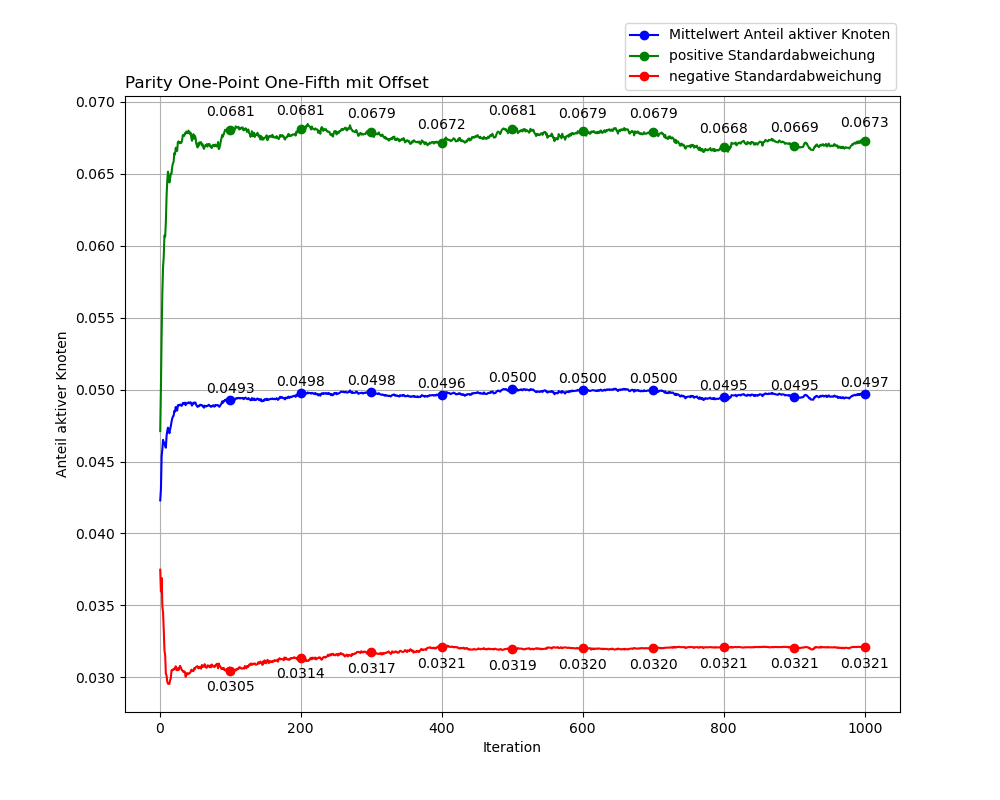 Mittelwert Anteil aktiver Knoten
positive Standardabweichung
negative Standardabweichung
Parity One-Point One-Fifth mit Offset
0.070
0.065
0.060
0.055
0.050
0.045
0.040
0.035
0.030
Anteil aktiver Knoten
0.0681 0.0681 0.0679 0.0672 0.0681 0.0679 0.0679 0.0668 0.0669 0.0673
0.0493 0.0498 0.0498 0.0496 0.0500 0.0500 0.0500 0.0495 0.0495 0.0497
0.0305 0.0314 0.0317 0.0321 0.0319 0.0320 0.0320 0.0321 0.0321 0.0321
0 200 400 600 800 1000
Iteration